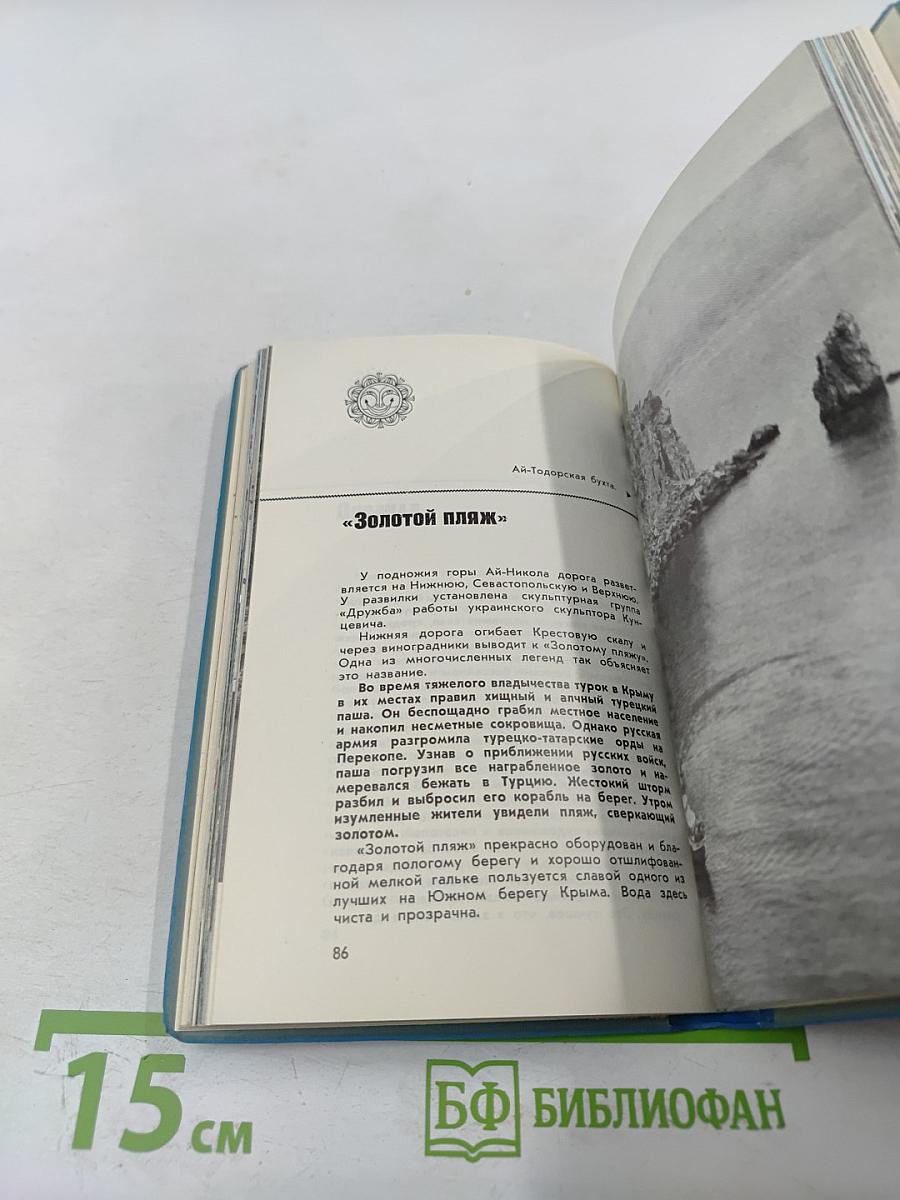 Ай-Тодорская бухта.
«Золотой пляж»
У подножия горы Ай-Никола дорога развет-
вляется на Нижнюю, Севастопольскую и Верхнюю.
У развилки установлена скульптурная группа
«Дружба» работы украинского скульптора Кун-
цевича.
Нижняя дорога огибает Крестовую скалу и
через виноградники выводит к «Золотому пляжу».
Одна из многочисленных легенд так объясняет
это название.
Во время тяжелого владычества турок в Крыму
в их местах правил хищный и алчный турецкий
паша. Он беспощадно грабил местное население
и накопил несметные сокровища. Однако русская
армия разгромила турецко-татарские орды на
Перекопе. Узнав о приближении русских войск,
паша погрузил все награбленное золото и на-
меревался бежать в Турцию. Жестокий шторм
разбил и выбросил его корабль на берег. Утром
изумленные жители увидели пляж, сверкающий
золотом.
«Золотой пляж» прекрасно оборудован и бла-
годаря пологому берегу и хорошо отшлифован-
ной мелкой гальке пользуется славой одного из
лучших на Южном берегу Крыма. Вода здесь
чиста и прозрачна.
86
15 см
БФ БИБЛИОФАН